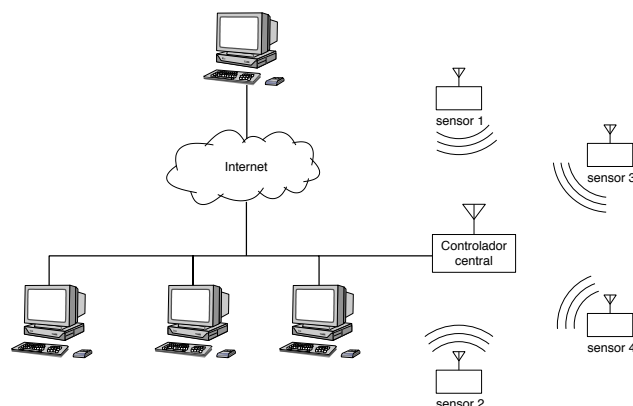 sensor 1
Internet
sensor 3
Controlador
central
sensor 4
sensor 2